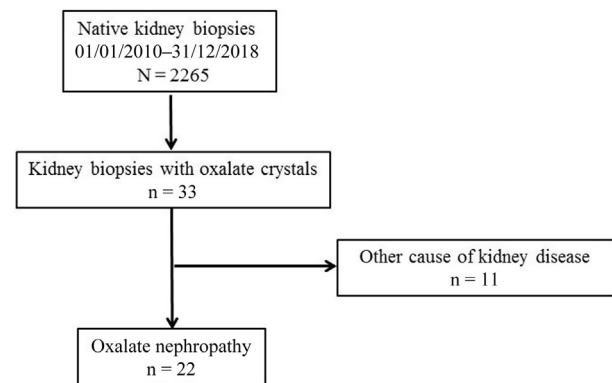 Native kidney biopsies
01/01/2010–31/12/2018
N = 2265
Kidney biopsies with oxalate crystals
n = 33
Other cause of kidney disease
n = 11
Oxalate nephropathy
n = 22